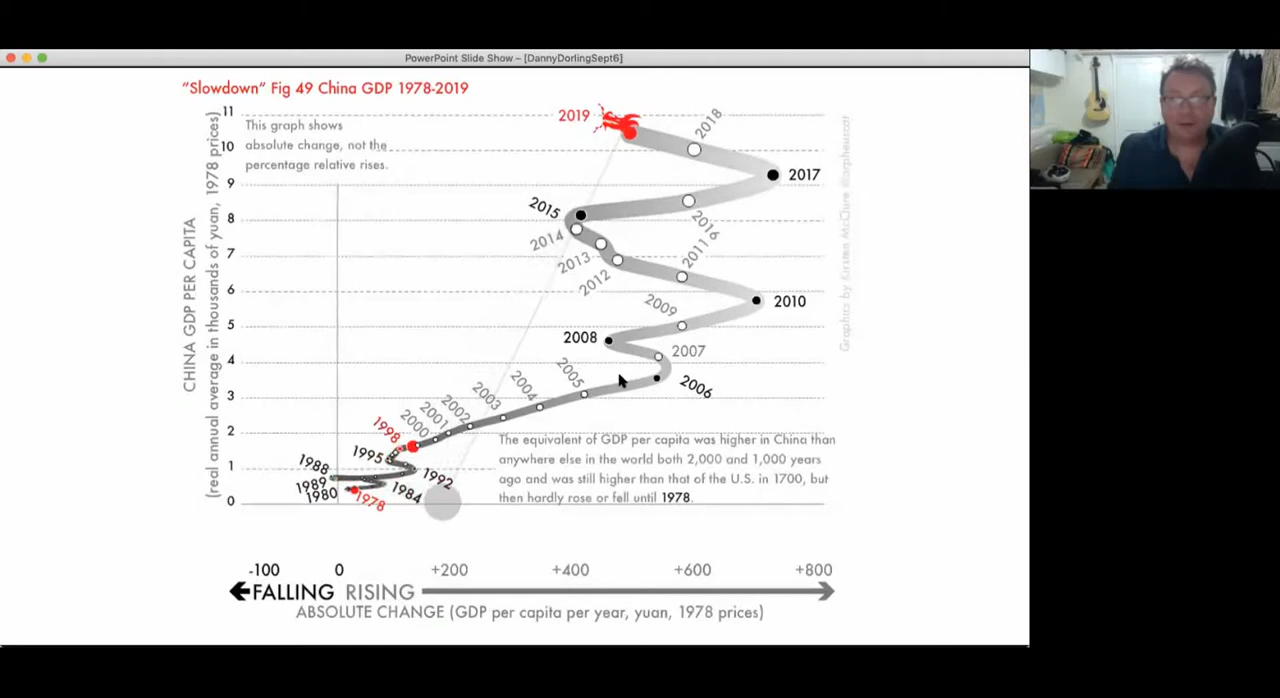 PowerPoint Slide Show – [DannyDorlingSept6]
“Slowdown” Fig 49 China GDP 1978-2019
CHINA GDP PER CAPITA
(real annual average in thousands of yuan, 1978 prices)
11
10
9
8
7
6
5
4
3
2
1
0
This graph shows
absolute change, not the
percentage relative rises.
2019
2018
2017
2016
2015
2014
2013
2012
2011
2010
2009
2008
2007
2006
2005
2004
2003
2002
2001
2000
1998
1995
1992
1988
1989
1980
1984
1978
The equivalent of GDP per capita was higher in China than
anywhere else in the world both 2,000 and 1,000 years
ago and was still higher than that of the U.S. in 1700, but
then hardly rose or fell until 1978.
Graphics by Kirsten McClure @orpheuscat
-100 0 +200 +400 +600 +800
FALLING RISING
ABSOLUTE CHANGE (GDP per capita per year, yuan, 1978 prices)